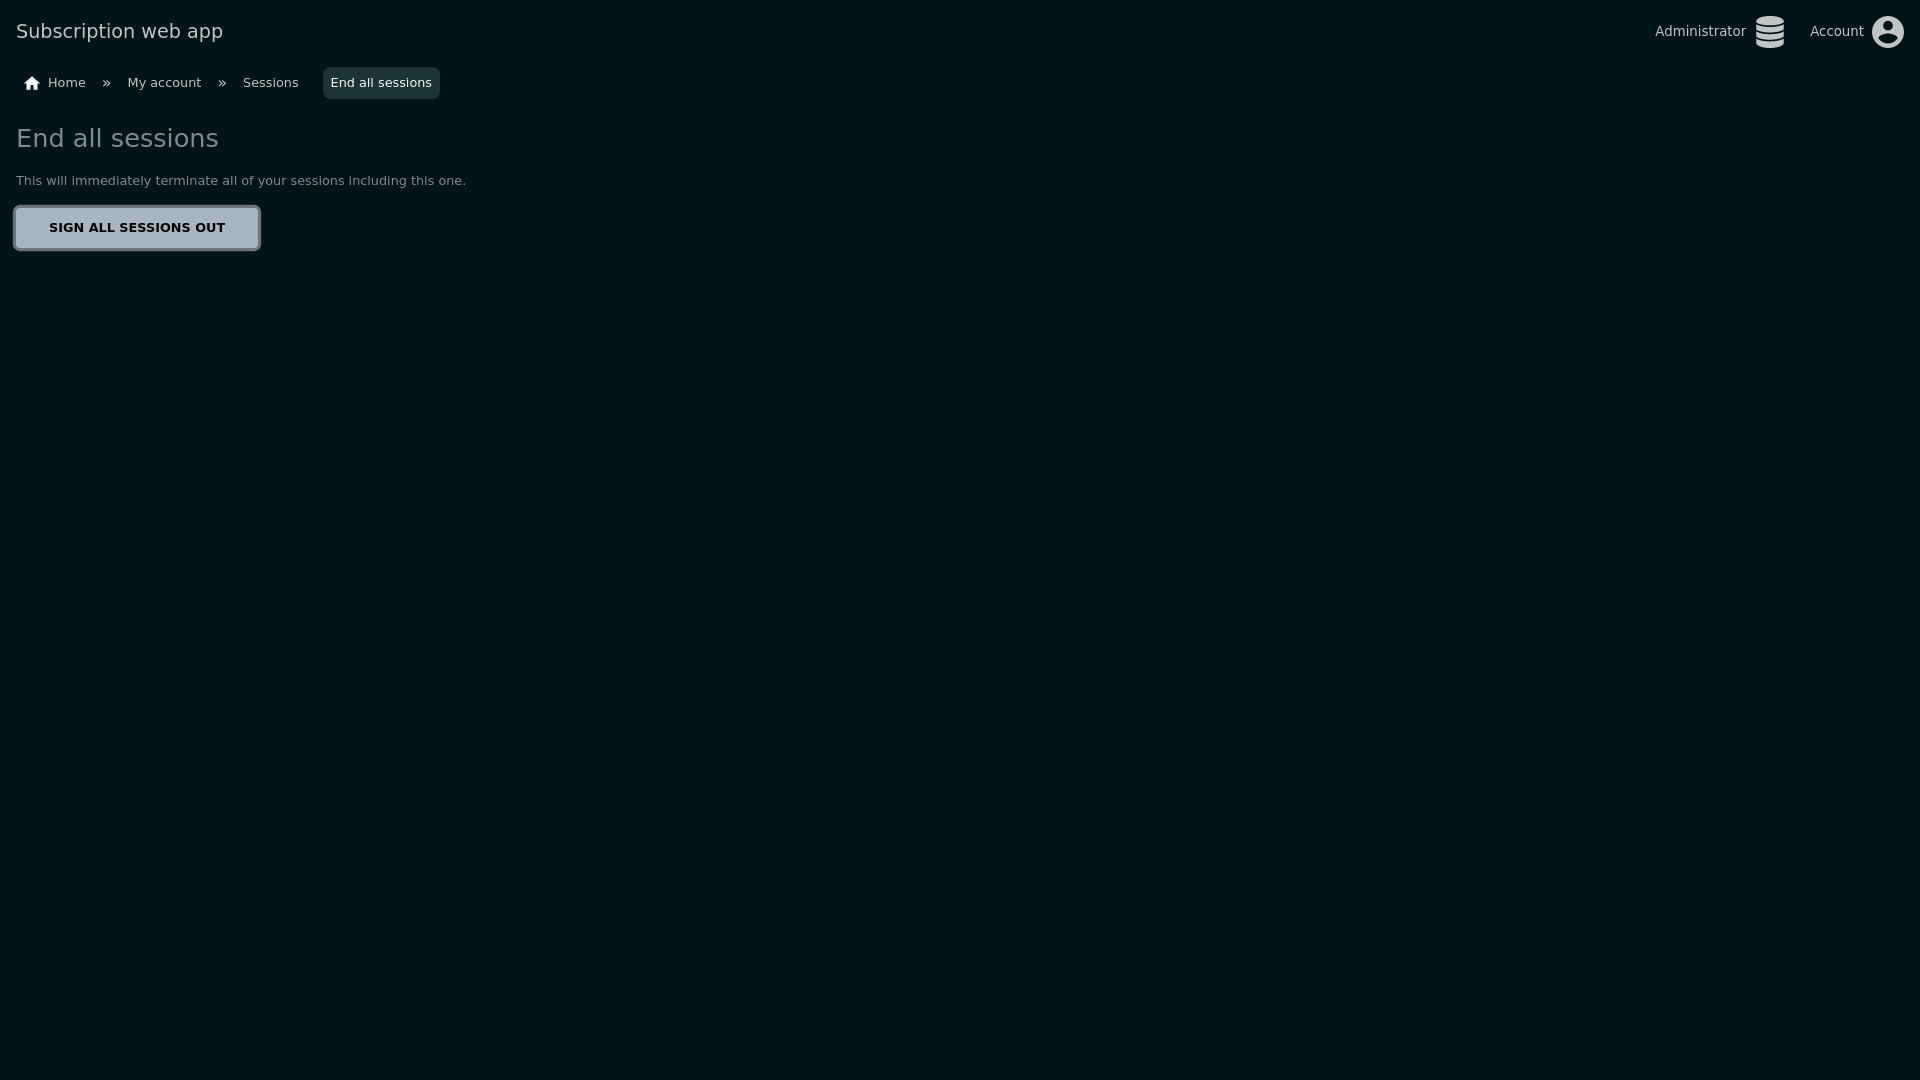 Subscription web app
Administrator
Account
Home » My account » Sessions End all sessions
End all sessions
This will immediately terminate all of your sessions including this one.
SIGN ALL SESSIONS OUT